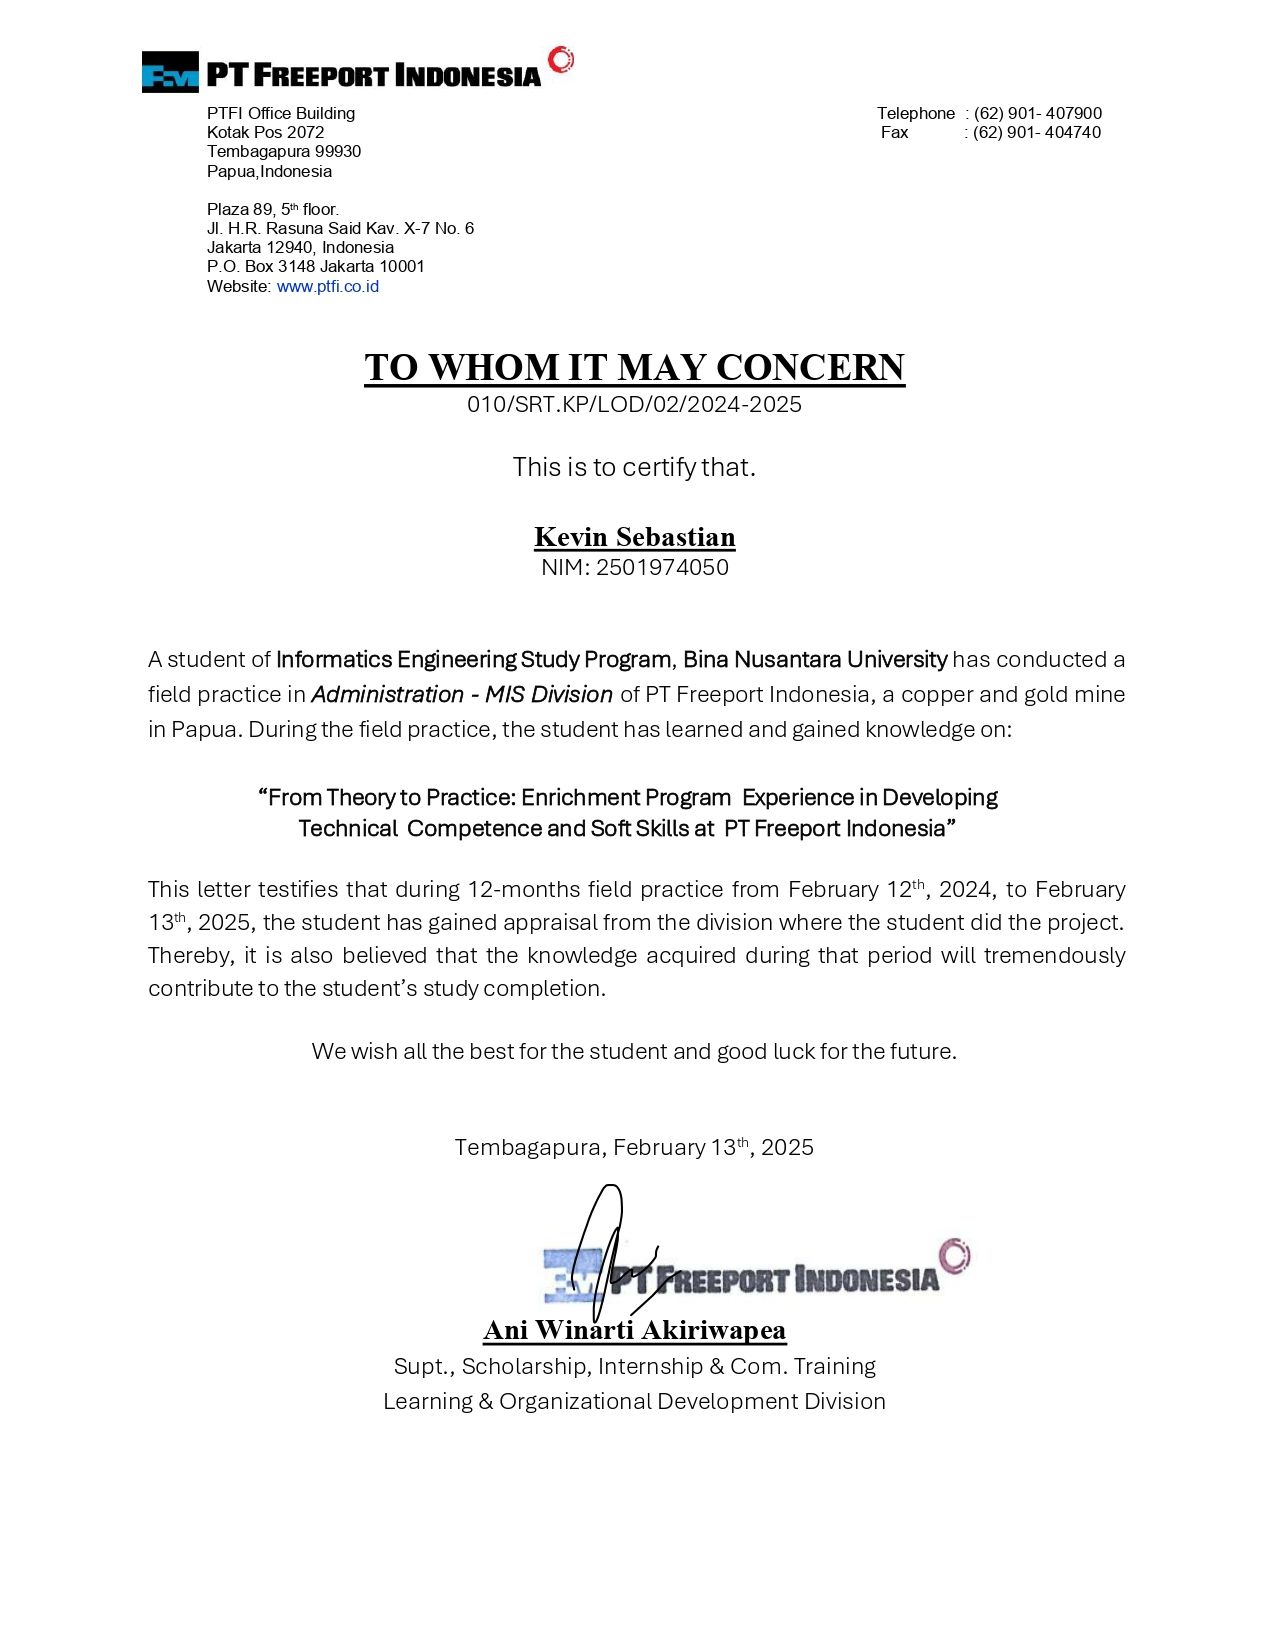 FM PT FREEPORT INDONESIA
PTFI Office Building
Kotak Pos 2072
Tembagapura 99930
Papua,Indonesia
Telephone : (62) 901- 407900
Fax : (62) 901- 404740
Plaza 89, 5th floor.
Jl. H.R. Rasuna Said Kav. X-7 No. 6
Jakarta 12940, Indonesia
P.O. Box 3148 Jakarta 10001
Website: www.ptfi.co.id
TO WHOM IT MAY CONCERN
010/SRT.KP/LOD/02/2024-2025
This is to certify that.
Kevin Sebastian
NIM: 2501974050
A student of Informatics Engineering Study Program, Bina Nusantara University has conducted a
field practice in Administration - MIS Division of PT Freeport Indonesia, a copper and gold mine
in Papua. During the field practice, the student has learned and gained knowledge on:
“From Theory to Practice: Enrichment Program Experience in Developing
Technical Competence and Soft Skills at PT Freeport Indonesia”
This letter testifies that during 12-months field practice from February 12th, 2024, to February
13th, 2025, the student has gained appraisal from the division where the student did the project.
Thereby, it is also believed that the knowledge acquired during that period will tremendously
contribute to the student’s study completion.
We wish all the best for the student and good luck for the future.
Tembagapura, February 13th, 2025
FM PT FREEPORT INDONESIA
Ani Winarti Akiriwapea
Supt., Scholarship, Internship & Com. Training
Learning & Organizational Development Division